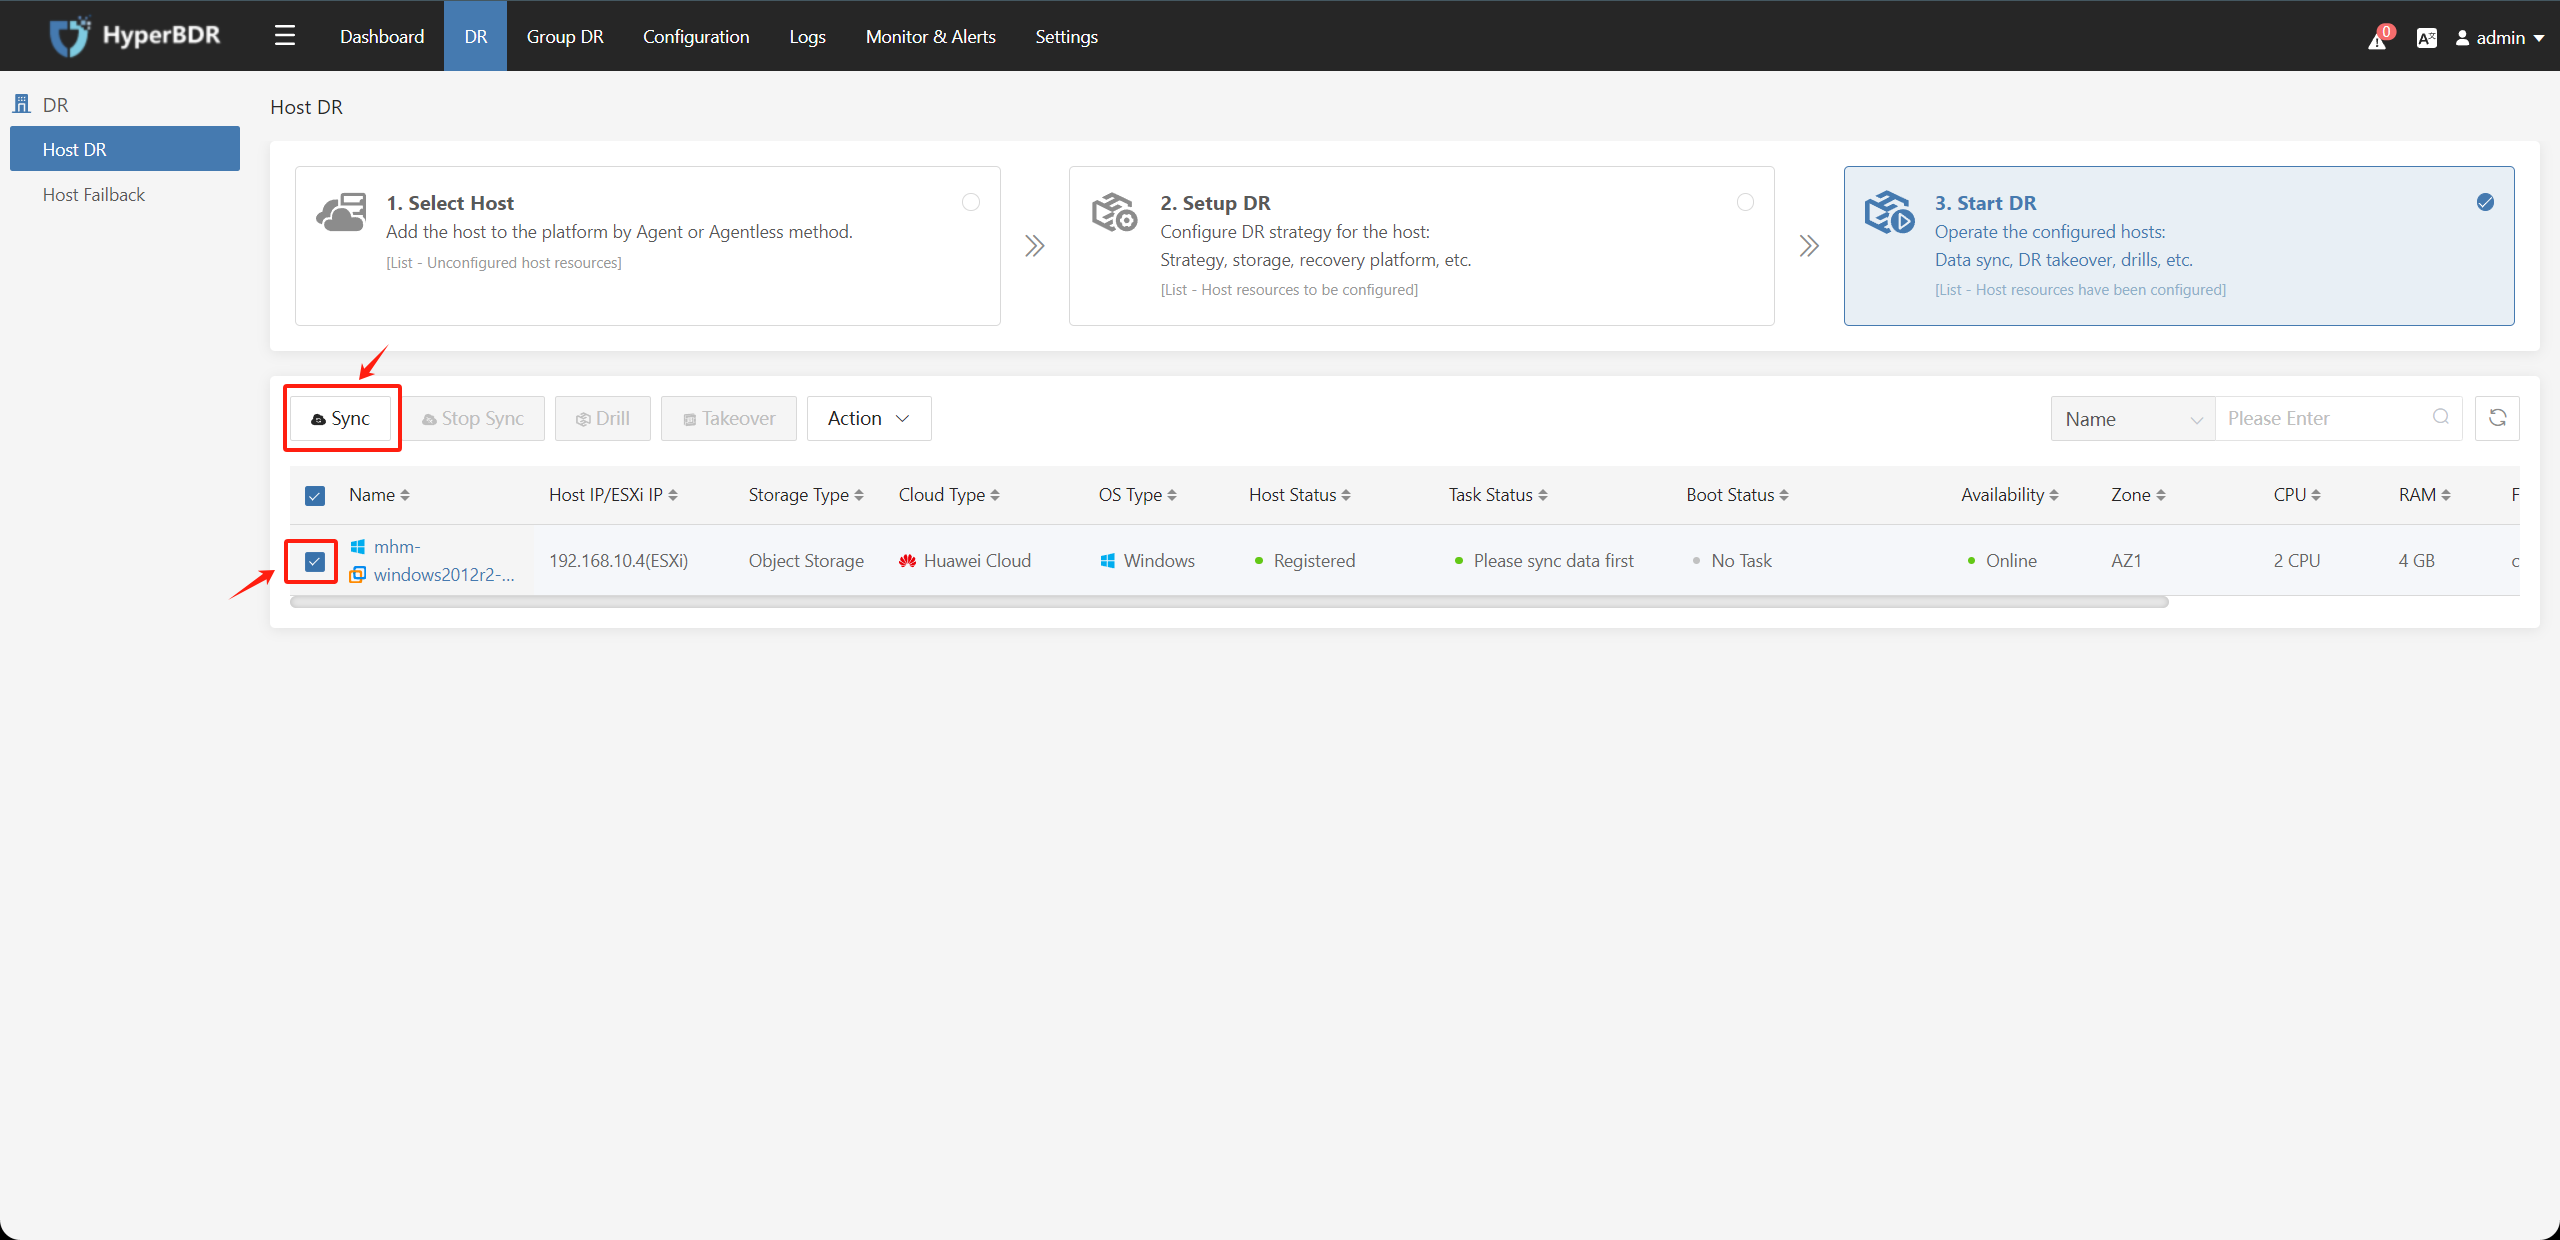 HyperBDR
Dashboard
DR
Group DR
Configuration
Logs
Monitor & Alerts
Settings
0
admin
DR
Host DR
Host Failback
Host DR
1. Select Host
Add the host to the platform by Agent or Agentless method.
[List - Unconfigured host resources]
2. Setup DR
Configure DR strategy for the host:
Strategy, storage, recovery platform, etc.
[List - Host resources to be configured]
3. Start DR
Operate the configured hosts:
Data sync, DR takeover, drills, etc.
[List - Host resources have been configured]
Sync
Stop Sync
Drill
Takeover
Action
Name
Please Enter
Name Host IP/ESXi IP Storage Type Cloud Type OS Type Host Status Task Status Boot Status Availability Zone CPU RAM F
mhm-
windows2012r2-...
192.168.10.4(ESXi) Object Storage Huawei Cloud Windows Registered Please sync data first No Task Online AZ1 2 CPU 4 GB